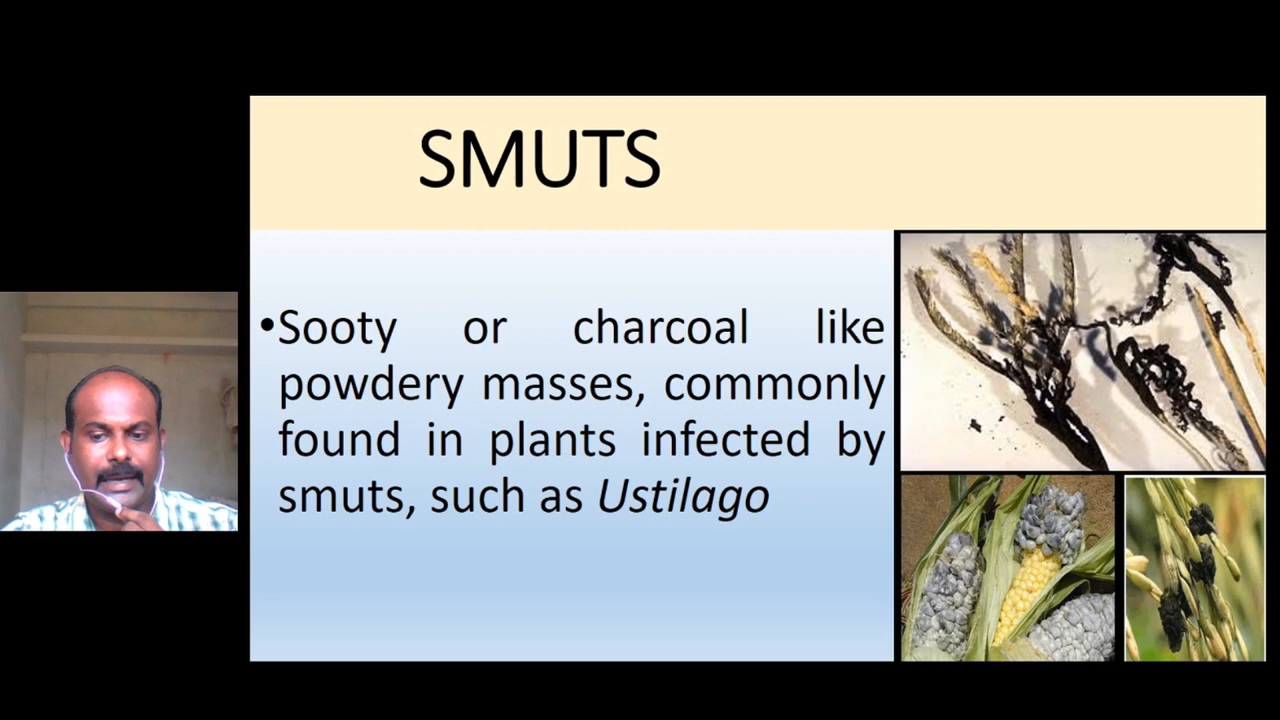 SMUTS
•Sooty or charcoal like
powdery masses, commonly
found in plants infected by
smuts, such as Ustilago